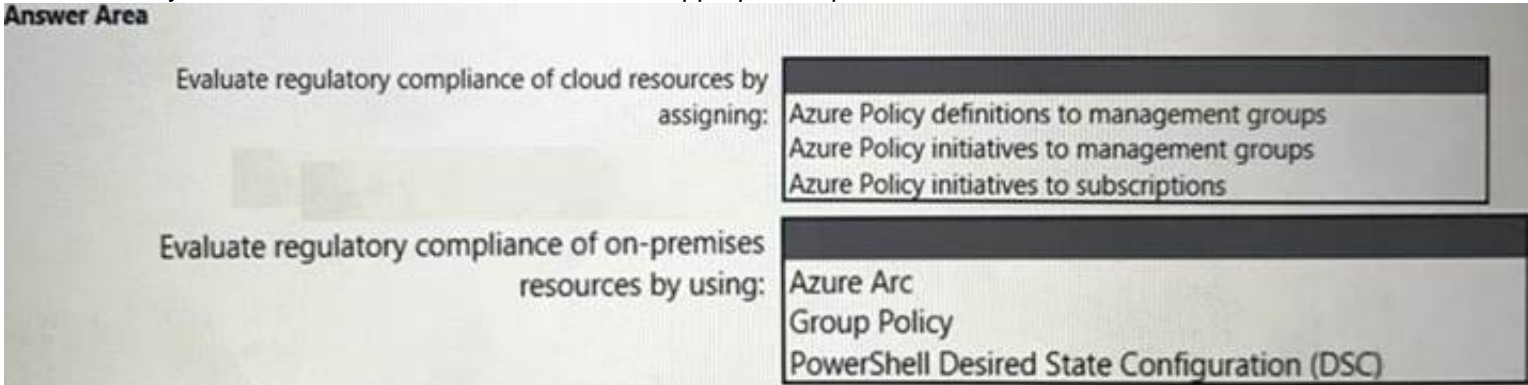 Answer Area
Evaluate regulatory compliance of cloud resources by
assigning:
Azure Policy definitions to management groups
Azure Policy initiatives to management groups
Azure Policy initiatives to subscriptions
Evaluate regulatory compliance of on-premises
resources by using:
Azure Arc
Group Policy
PowerShell Desired State Configuration (DSC)